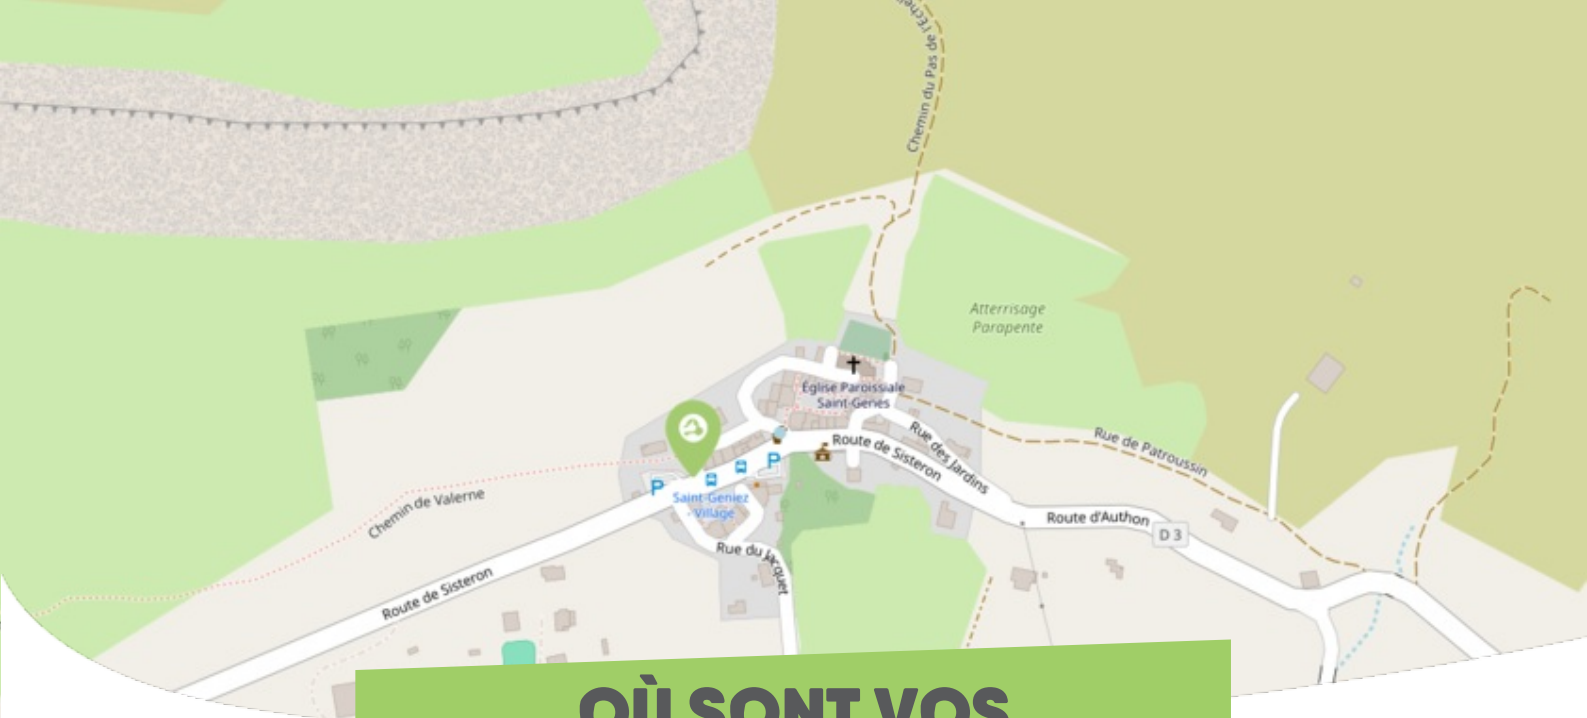 Chemin du Pas de l'Echelle
Atterrisage
Parapente
Église Paroissiale
Saint-Genès
Rue de Patroussin
Rue des Jardins
Route de Sisteron
P
P
Saint-Geniez
- Village
Chemin de Valerne
Route d'Authon
D 3
Rue du Jacquet
Route de Sisteron
OÙ SONT VOS